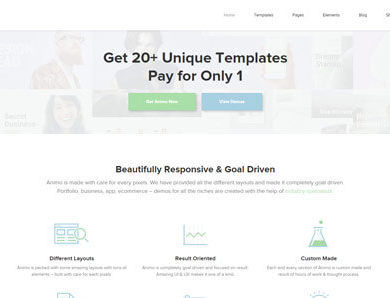 Home Templates Pages Elements Blog
Get 20+ Unique Templates
Pay for Only 1
Get Animo Now View Demos
Secret
Business
Dreamy
Startup
Beautifully Responsive & Goal Driven
Animo is made with care for every pixels. We have provided all the different layouts and made it completely goal driven.
Portfolio, business, app, ecommerce – demos for all the niches are created with the help of industry specialists.
Different Layouts
Animo is packed with some amazing layouts with tons of
elements – built with care for each pixels
Result Oriented
Animo is completely goal driven and focused on result.
Amazing UI & UX makes it one of a kind.
Custom Made
Each and every version of Animo is custom made and
result of hours of work & thought process.